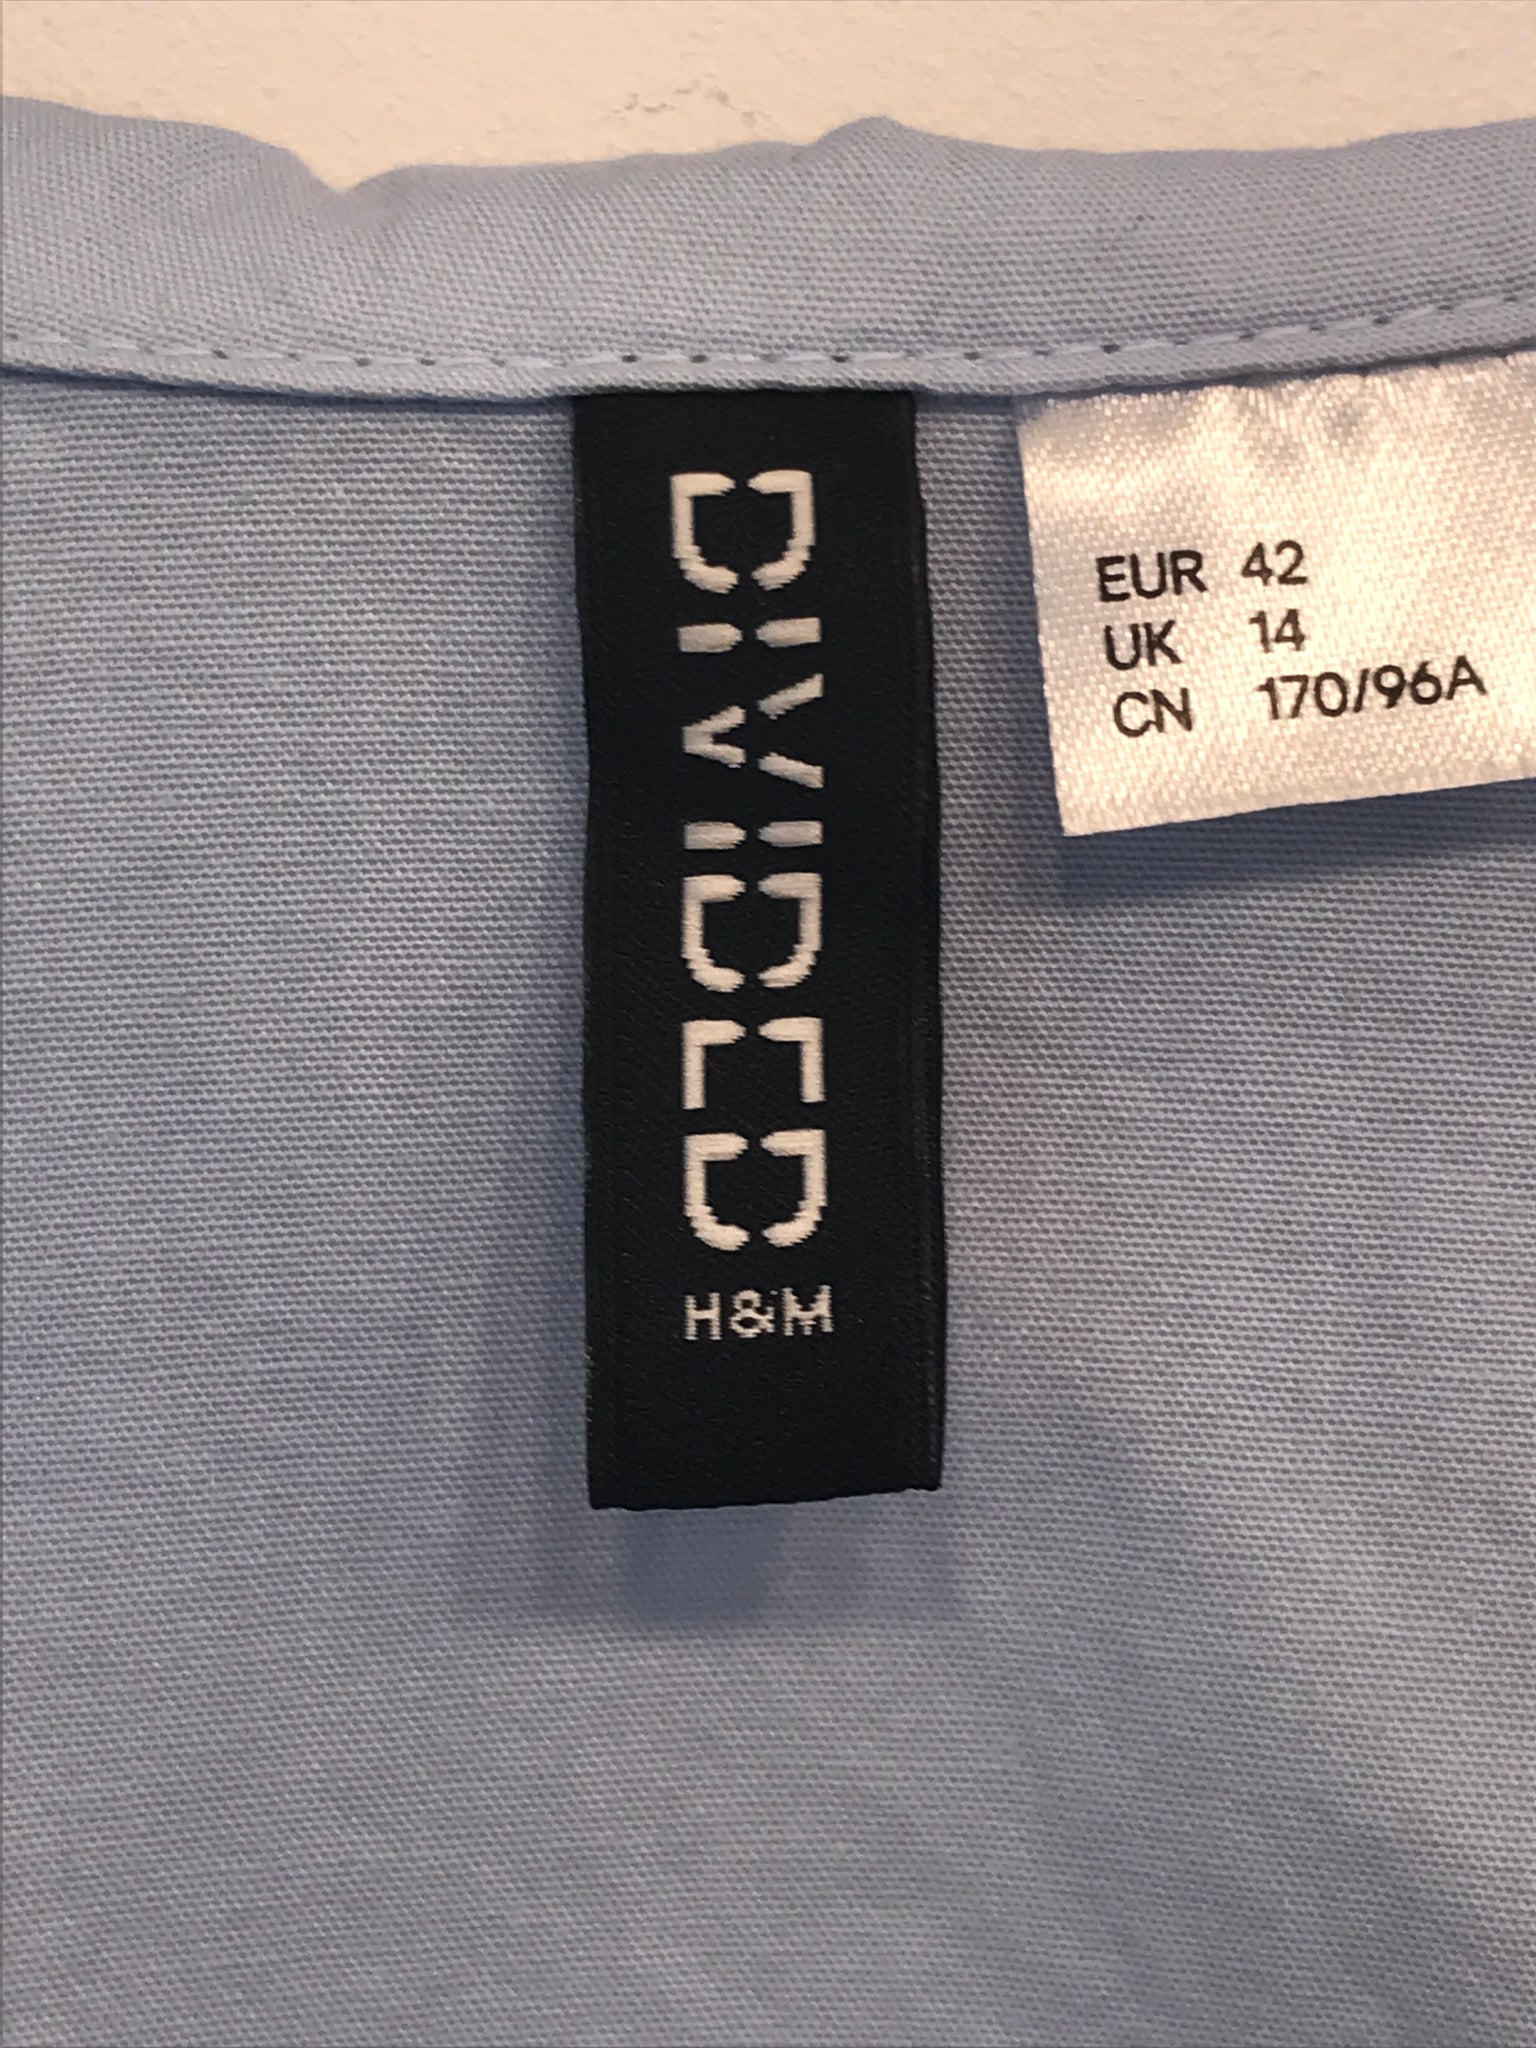 DIVIDED
H&M
EUR 42
UK 14
CN 170/96A